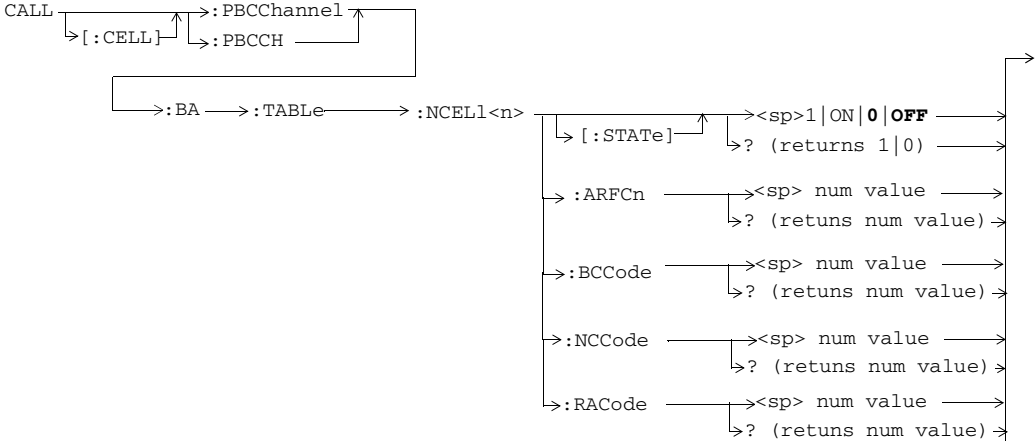 CALL :PBCChannel
[:CELL] :PBCCH
:BA :TABLe :NCELl<n> <sp>1|ON|0|OFF
[:STATe] ? (returns 1|0)
:ARFCn <sp> num value
? (retuns num value)
:BCCode <sp> num value
? (retuns num value)
:NCCode <sp> num value
? (retuns num value)
:RACode <sp> num value
? (retuns num value)